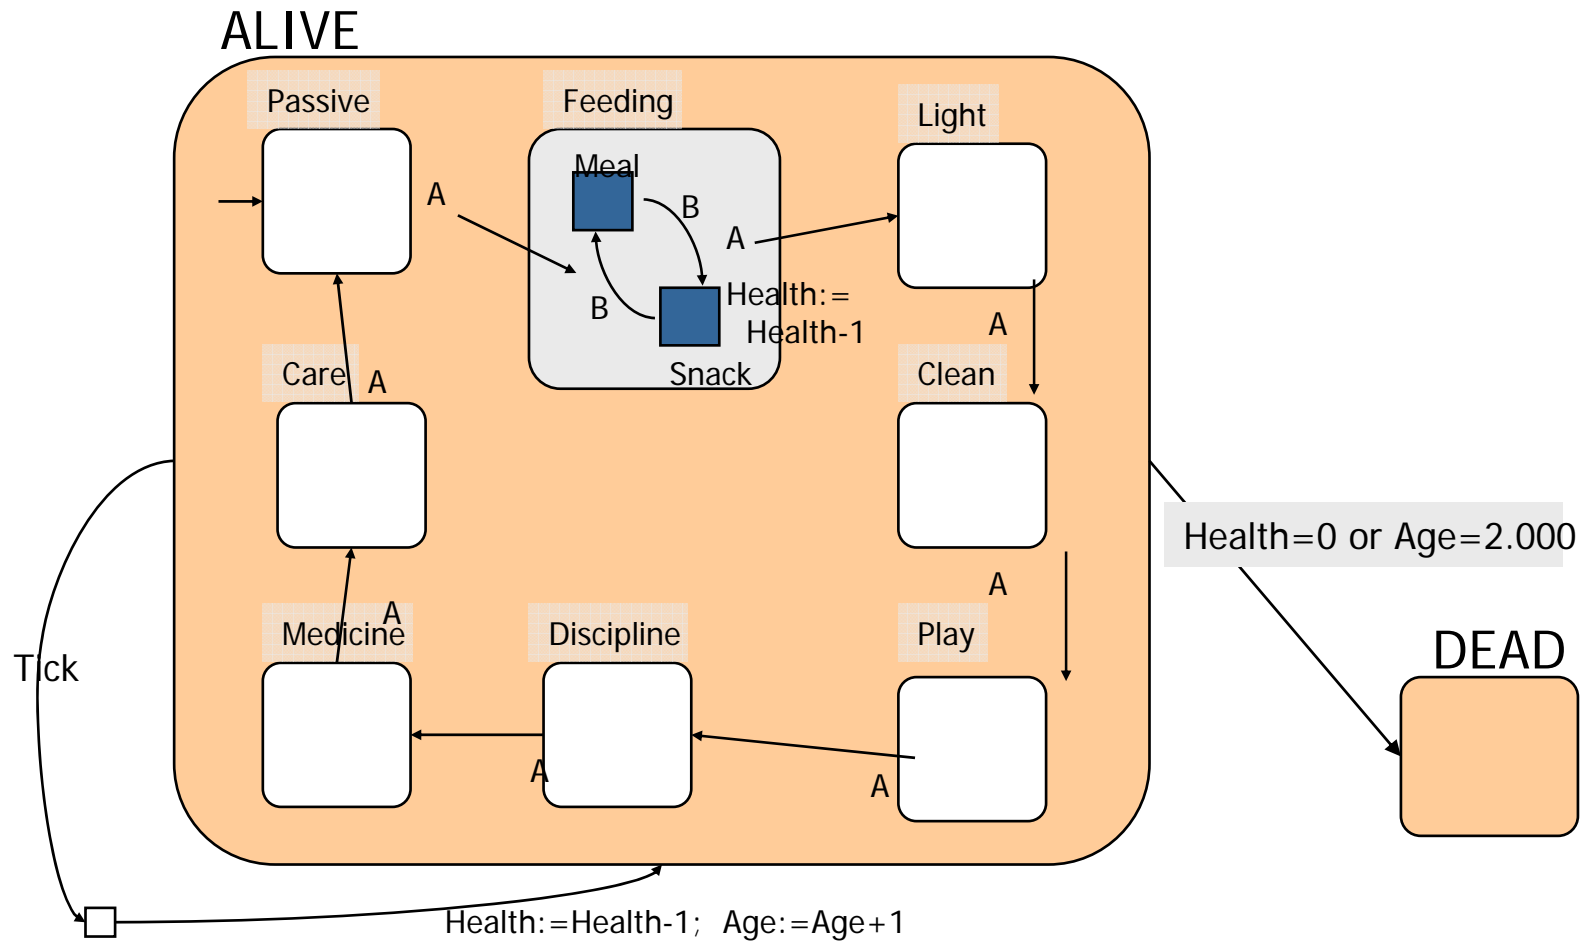 ALIVE
Passive
Feeding
Light
Meal
A
B
A
B
Health:=
Health-1
A
Snack
Care
A
Clean
Health=0 or Age=2.000
A
A
Medicine
Discipline
Play
DEAD
Tick
A
A
Health:=Health-1; Age:=Age+1